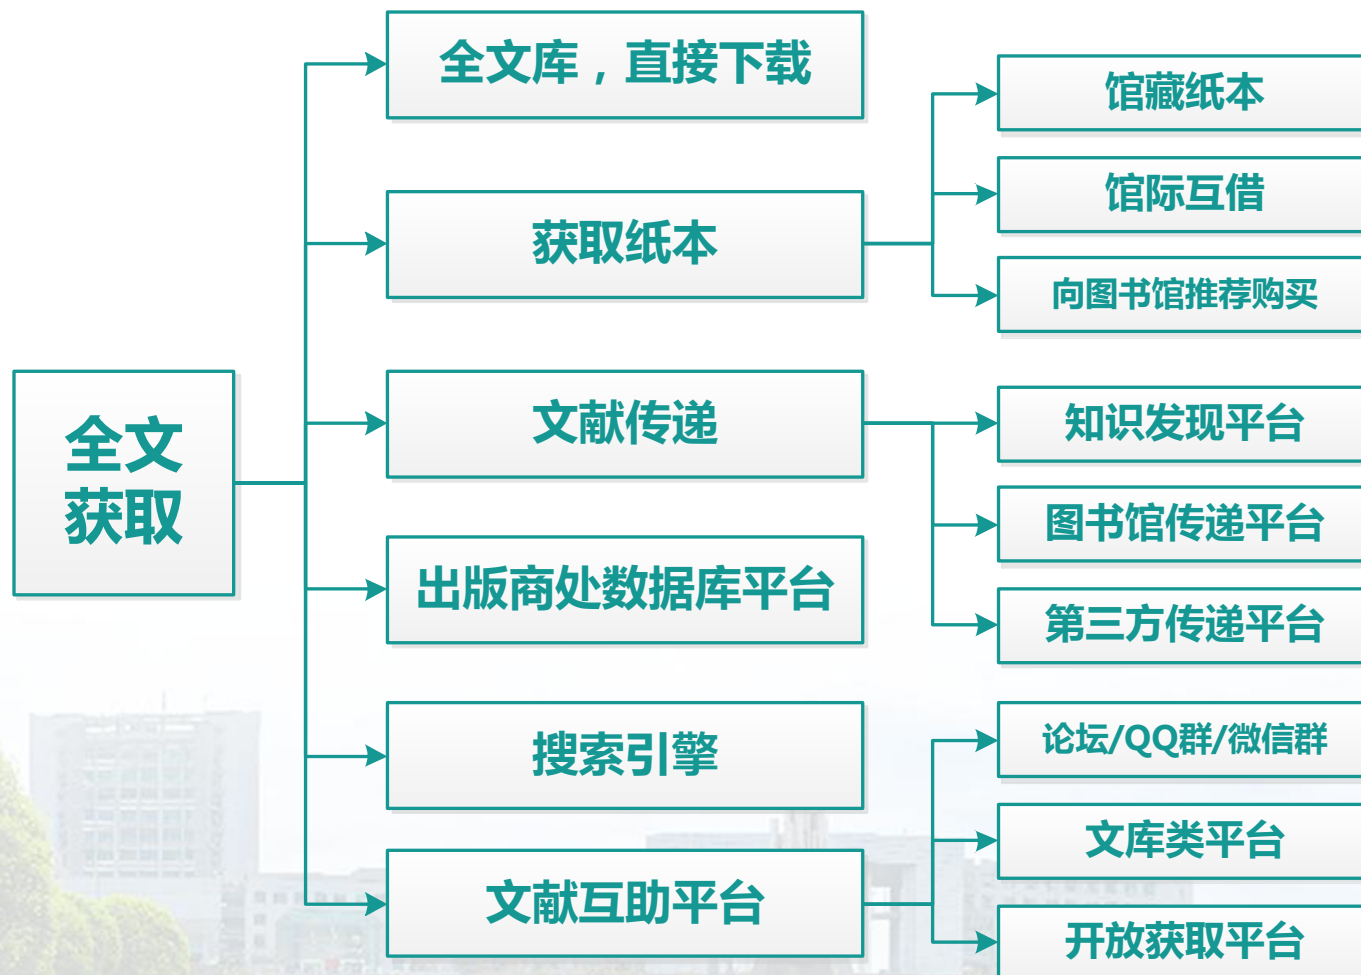 全文库，直接下载
馆藏纸本
馆际互借
获取纸本
向图书馆推荐购买
全文
获取
文献传递
知识发现平台
图书馆传递平台
出版商处数据库平台
第三方传递平台
搜索引擎
论坛/QQ群/微信群
文库类平台
文献互助平台
开放获取平台